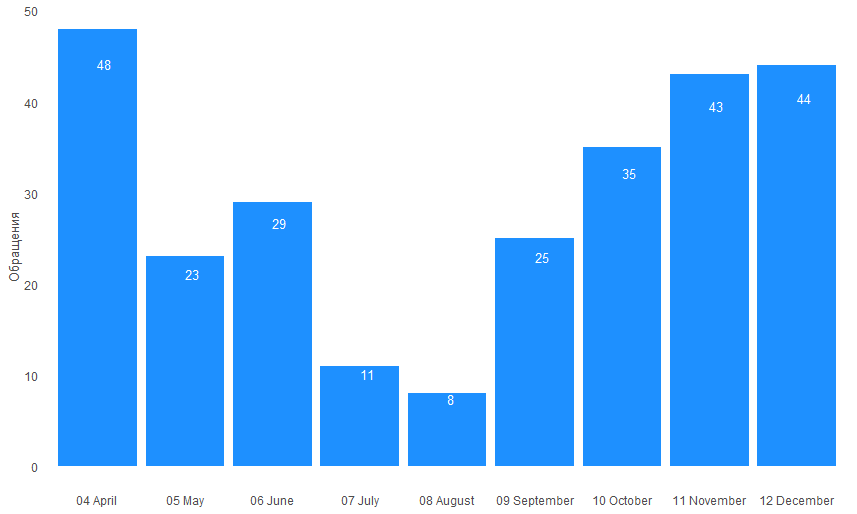 50
40
30
20
10
0
Обращения
48
23
29
11
8
25
35
43
44
04 April
05 May
06 June
07 July
08 August
09 September
10 October
11 November
12 December